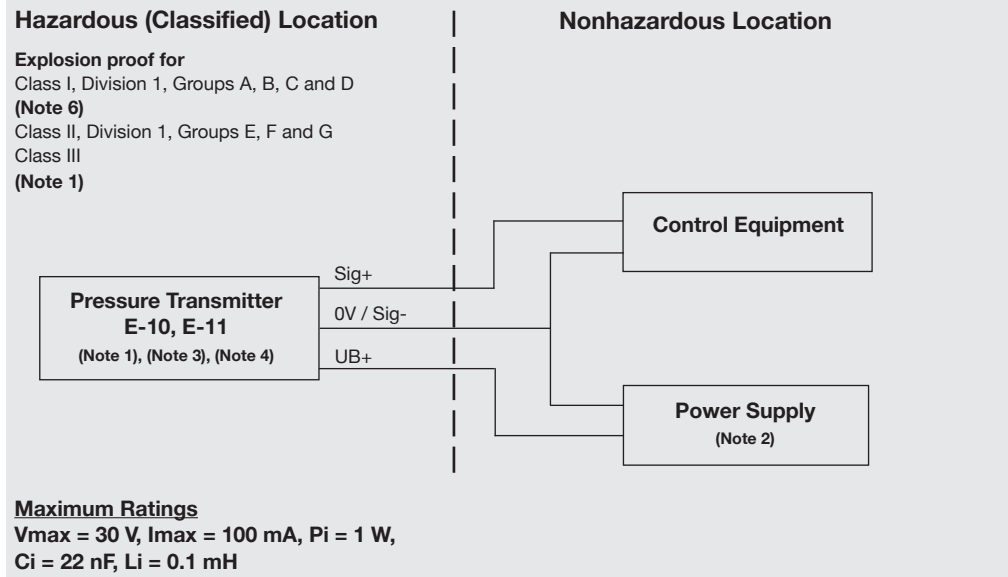 Hazardous (Classified) Location
Nonhazardous Location
Explosion proof for
Class I, Division 1, Groups A, B, C and D
(Note 6)
Class II, Division 1, Groups E, F and G
Class III
(Note 1)
Control Equipment
Sig+
Pressure Transmitter
E-10, E-11
(Note 1), (Note 3), (Note 4)
0V / Sig-
UB+
Power Supply
(Note 2)
Maximum Ratings
Vmax = 30 V, Imax = 100 mA, Pi = 1 W,
Ci = 22 nF, Li = 0.1 mH